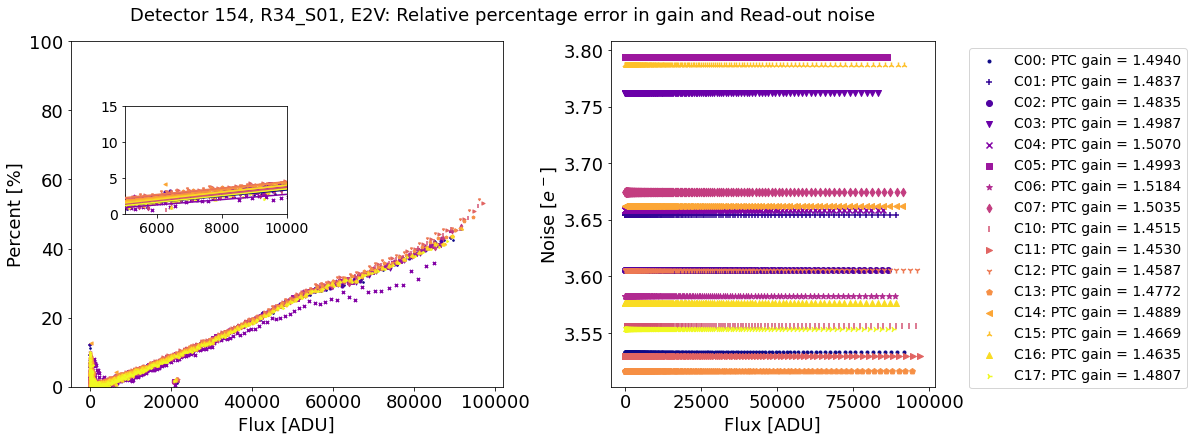 Detector 154, R34_S01, E2V: Relative percentage error in gain and Read-out noise
Percent [%]
100
80
60
40
20
0
15
10
5
0
6000 8000 10000
0 20000 40000 60000 80000 100000
Flux [ADU]
Noise [e⁻]
3.80
3.75
3.70
3.65
3.60
3.55
0 25000 50000 75000 100000
Flux [ADU]
C00: PTC gain = 1.4940
C01: PTC gain = 1.4837
C02: PTC gain = 1.4835
C03: PTC gain = 1.4987
C04: PTC gain = 1.5070
C05: PTC gain = 1.4993
C06: PTC gain = 1.5184
C07: PTC gain = 1.5035
C10: PTC gain = 1.4515
C11: PTC gain = 1.4530
C12: PTC gain = 1.4587
C13: PTC gain = 1.4772
C14: PTC gain = 1.4889
C15: PTC gain = 1.4669
C16: PTC gain = 1.4635
C17: PTC gain = 1.4807